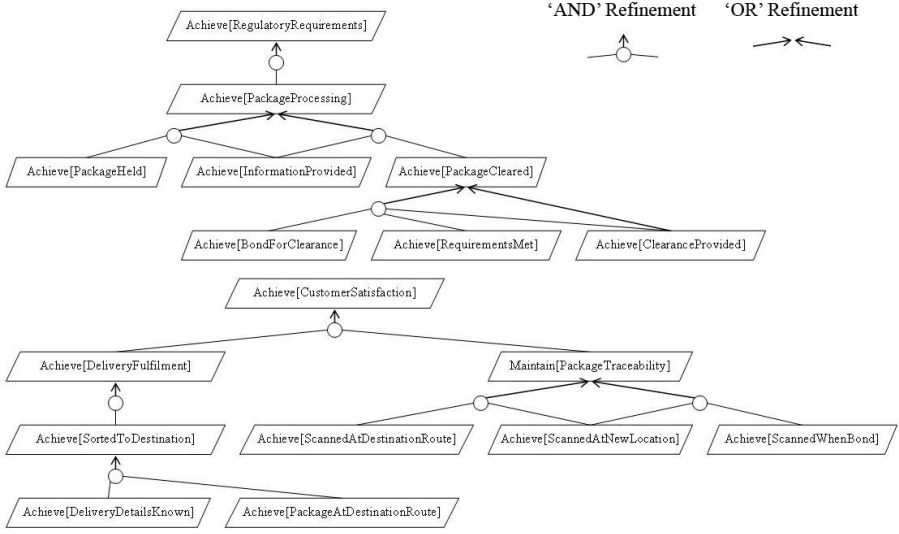 ‘AND’ Refinement
‘OR’ Refinement
Achieve[RegulatoryRequirements]
Achieve[PackageProcessing]
Achieve[PackageHeld]
Achieve[InformationProvided]
Achieve[PackageCleared]
Achieve[BondForClearance]
Achieve[RequirementsMet]
Achieve[ClearanceProvided]
Achieve[CustomerSatisfaction]
Achieve[DeliveryFulfilment]
Maintain[PackageTraceability]
Achieve[SortedToDestination]
Achieve[ScannedAtDestinationRoute]
Achieve[ScannedAtNewLocation]
Achieve[ScannedWhenBond]
Achieve[DeliveryDetailsKnown]
Achieve[PackageAtDestinationRoute]